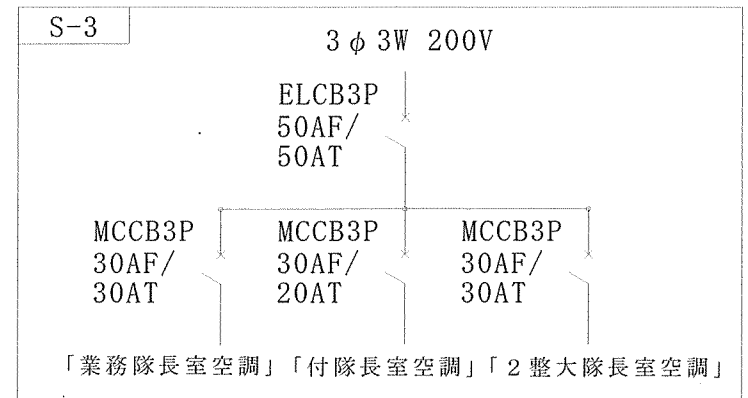 S-3
3φ3W 200V
ELCB3P
50AF/
50AT
MCCB3P
30AF/
30AT
MCCB3P
30AF/
20AT
MCCB3P
30AF/
30AT
「業務隊長室空調」「付隊長室空調」「2整大隊長室空調」